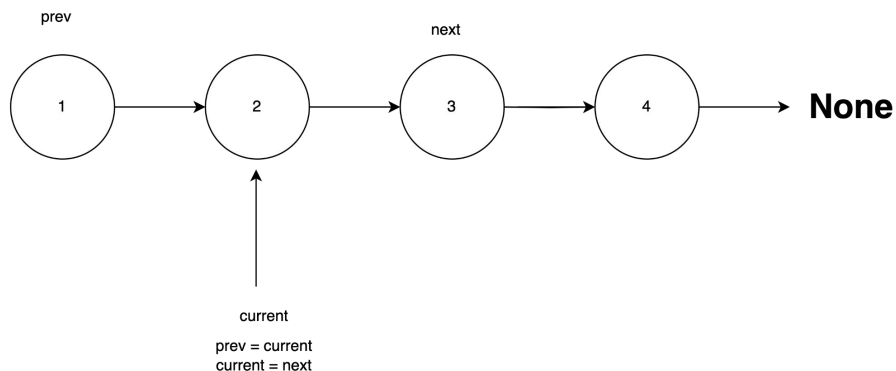 prev
next
1
2
3
4
None
current
prev = current
current = next